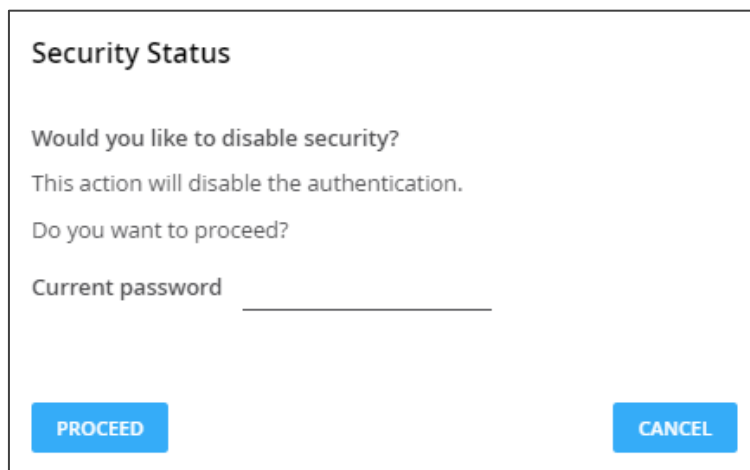 Security Status
Would you like to disable security?
This action will disable the authentication.
Do you want to proceed?
Current password
PROCEED
CANCEL